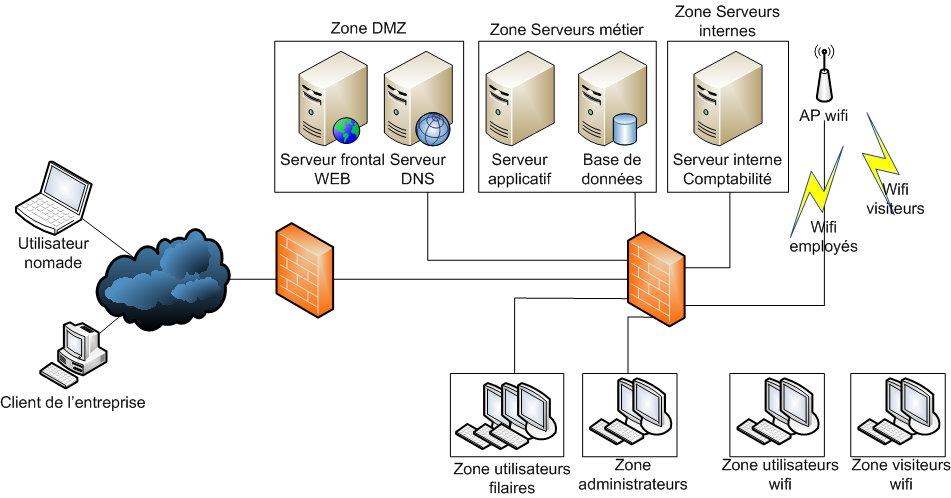 Zone DMZ
Zone Serveurs métier
Zone Serveurs
internes
AP wifi
Serveur frontal
WEB
Serveur
DNS
Serveur
applicatif
Base de
données
Serveur interne
Comptabilité
Wifi
visiteurs
Wifi
employés
Utilisateur
nomade
Client de l'entreprise
Zone utilisateurs
filaires
Zone
administrateurs
Zone utilisateurs
wifi
Zone visiteurs
wifi